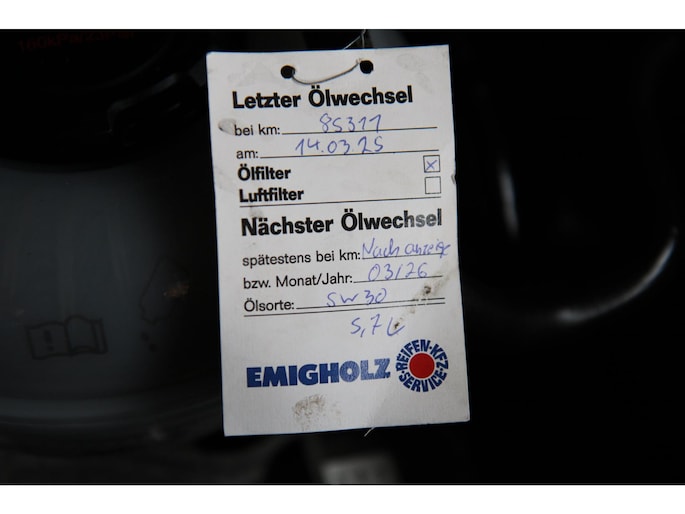 Letzter Ölwechsel
bei km: 85311
am: 14.03.25
Ölfilter x
Luftfilter
Nächster Ölwechsel
spätestens bei km: Nach anzeige
bzw. Monat/Jahr: 03/26
Ölsorte: 5W30
5,7L
EMIGHOLZ REIFEN-KFZ-SERVICE